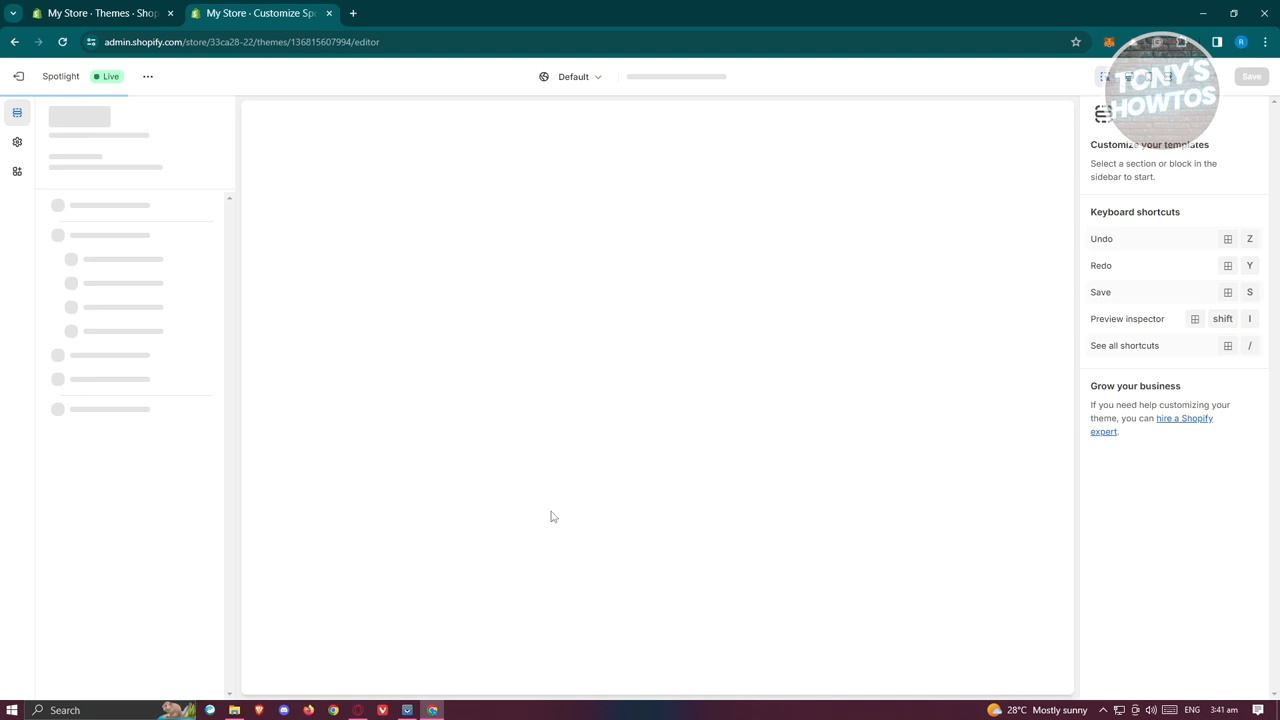 My Store · Themes · Shop
My Store · Customize Spo
admin.shopify.com/store/33ca28-22/themes/136815607994/editor
R
Spotlight
Live
Default
Save
TONY'S
HOWTOS
Customize your templates
Select a section or block in the
sidebar to start.
Keyboard shortcuts
Undo Z
Redo Y
Save S
Preview inspector shift I
See all shortcuts /
Grow your business
If you need help customizing your
theme, you can hire a Shopify
expert.
Search
28°C Mostly sunny
ENG
3:41 am